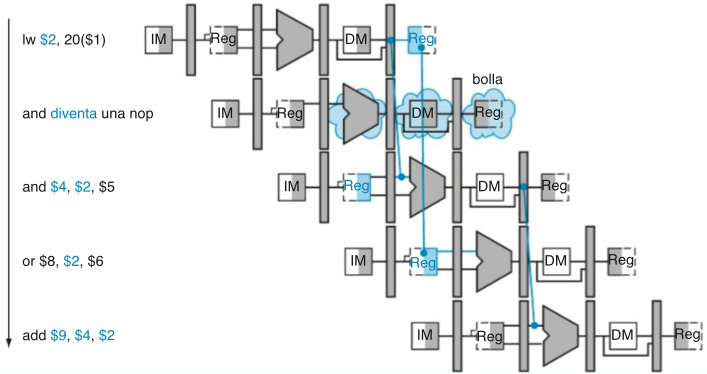 lw $2, 20($1) IM Reg DM Reg
bolla
and diventa una nop IM Reg DM Reg
and $4, $2, $5 IM Reg DM Reg
or $8, $2, $6 IM Reg DM Reg
add $9, $4, $2 IM Reg DM Reg